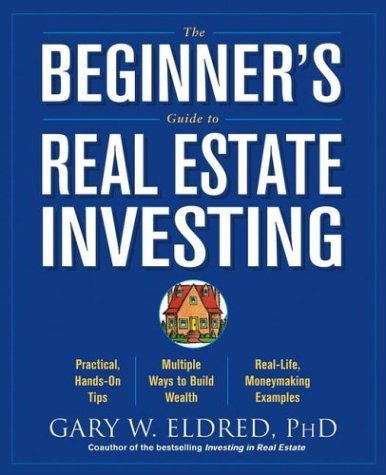 The
BEGINNER'S
Guide to
REAL ESTATE
INVESTING
Practical,
Hands-On
Tips
Multiple
Ways to Build
Wealth
Real-Life,
Moneymaking
Examples
GARY W. ELDRED, PHD
Coauthor of the bestselling Investing in Real Estate